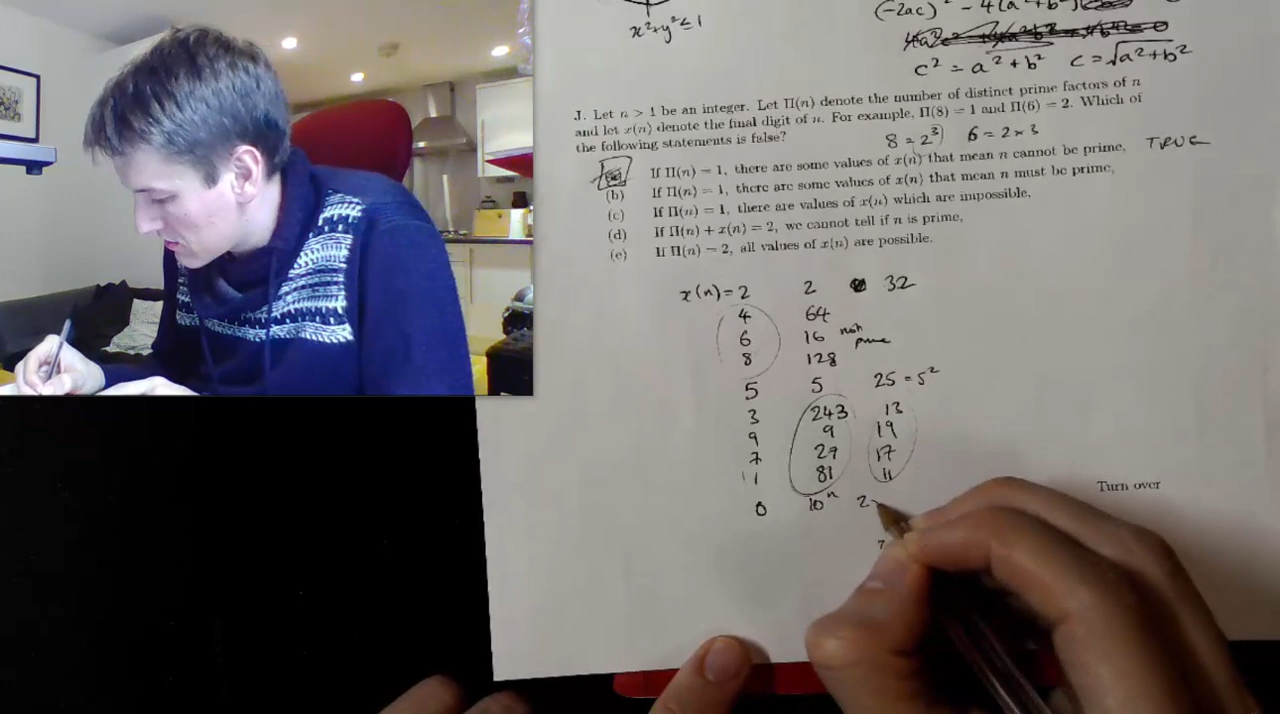 x²+y²≤1
c² = a² + b² c = √a² + b²
J. Let n > 1 be an integer. Let Π(n) denote the number of distinct prime factors of n
and let x(n) denote the final digit of n. For example, Π(8) = 1 and Π(6) = 2. Which of
the following statements is false?
8 = 2³ 6 = 2 × 3
If Π(n) = 1, there are some values of x(n) that mean n cannot be prime, TRUE
(b) If Π(n) = 1, there are some values of x(n) that mean n must be prime,
(c) If Π(n) = 1, there are values of x(n) which are impossible,
(d) If Π(n) + x(n) = 2, we cannot tell if n is prime,
(e) If Π(n) = 2, all values of x(n) are possible.
x(n) = 2 2 32
4 64
6 16 not prime
8 128
5 5 25 = 5²
3 243 13
9 9 19
7 27 17
1 81 11
0 10ⁿ 2
Turn over